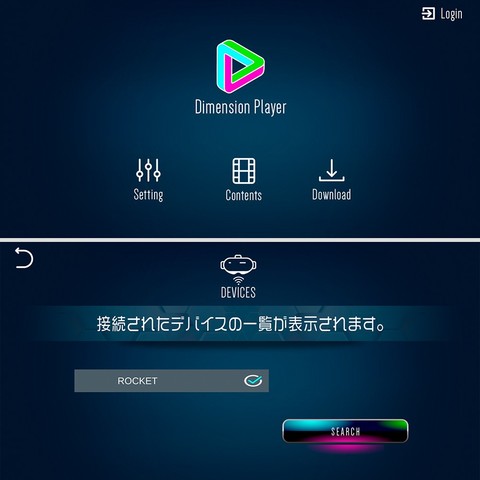 Login
Dimension Player
Setting
Contents
Download
DEVICES
接続されたデバイスの一覧が表示されます。
ROCKET
SEARCH